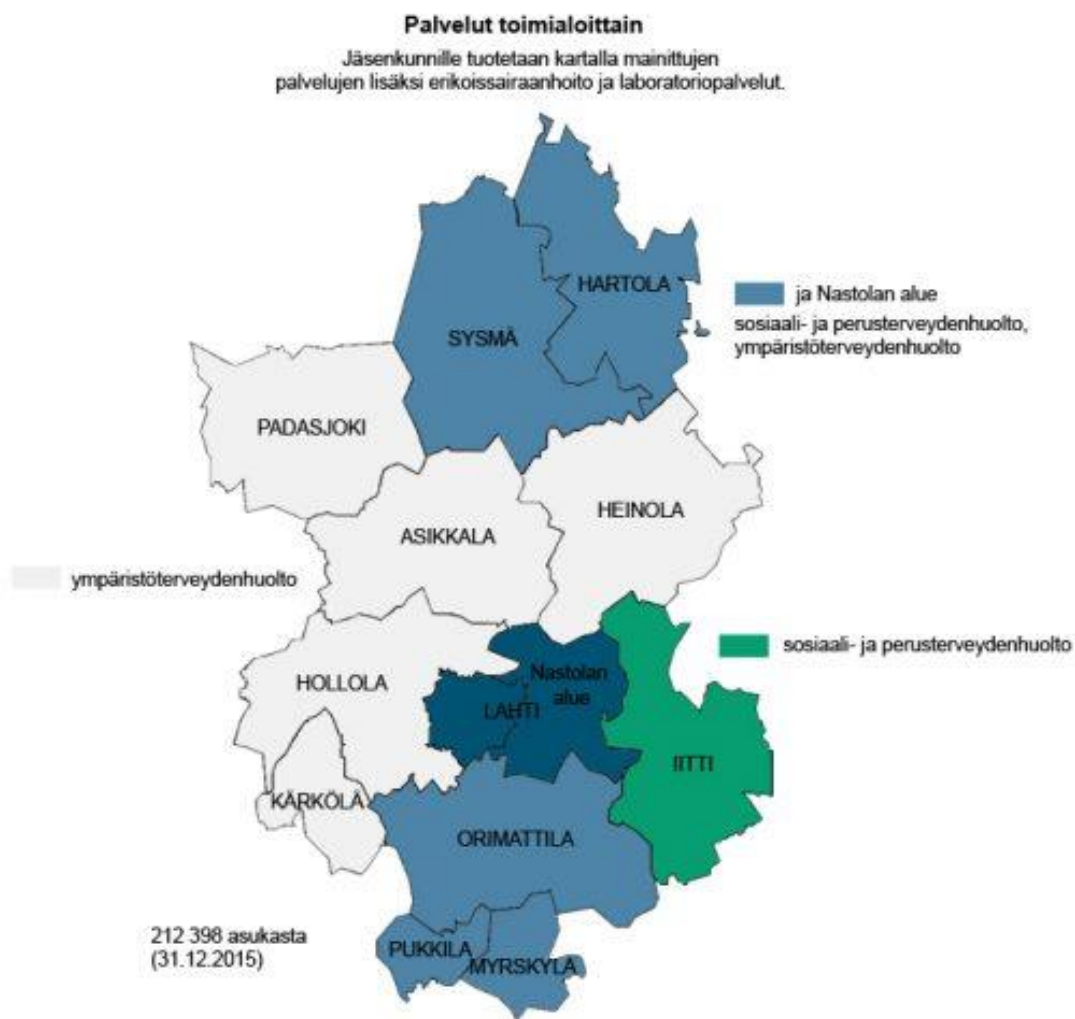 Palvelut toimialoittain
Jäsenkunnille tuotetaan kartalla mainittujen
palvelujen lisäksi erikoissairaanhoito ja laboratoriopalvelut.
HARTOLA
ja Nastolan alue
sosiaali- ja perusterveydenhuolto,
ympäristöterveydenhuolto
SYSMÄ
PADASJOKI
HEINOLA
ASIKKALA
ympäristöterveydenhuolto
sosiaali- ja perusterveydenhuolto
HOLLOLA
Nastolan
alue
LAHTI
IITTI
KÄRKÖLÄ
ORIMATTILA
212 398 asukasta
(31.12.2015)
PUKKILA
MYRSKYLÄ